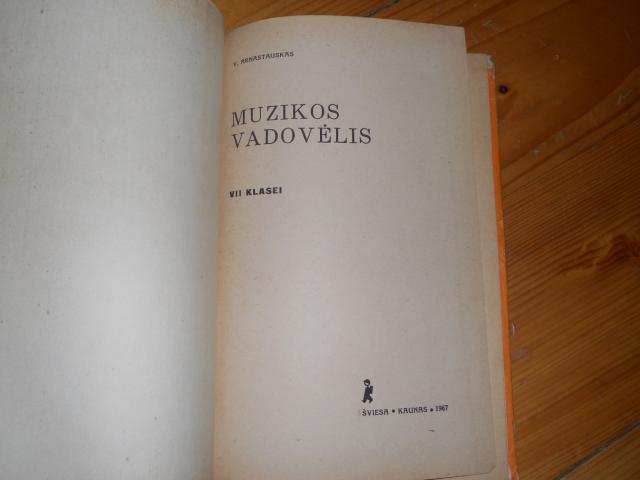 V. ARNASTAUSKAS
MUZIKOS
VADOVĖLIS
VII KLASEI
ŠVIESA • KAUNAS • 1967